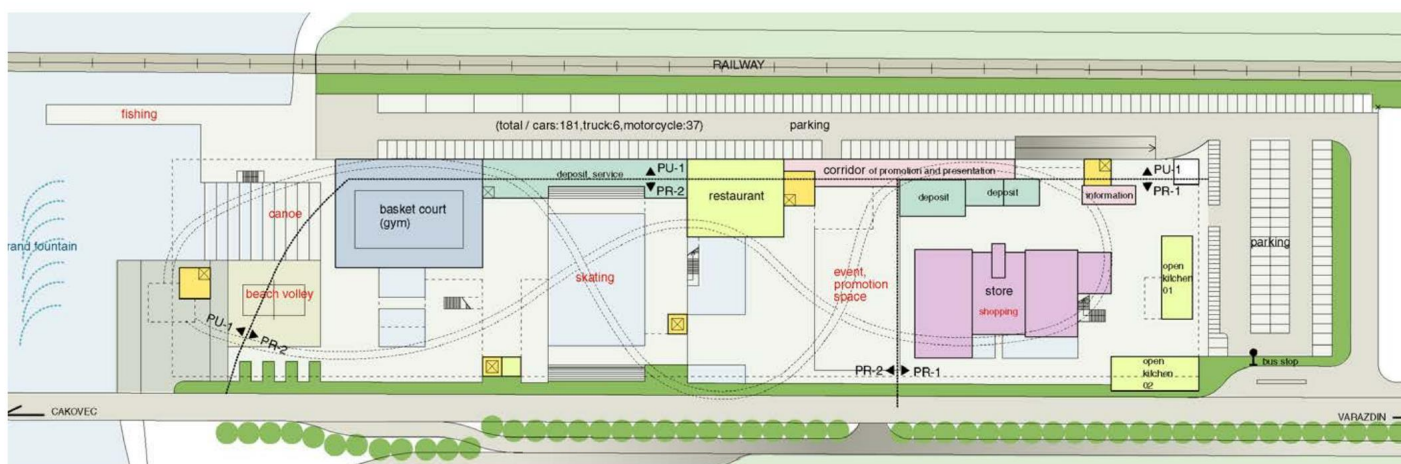 RAILWAY
fishing
(total / cars:181,truck:6,motorcycle:37)
parking
deposit, service
PU-1
PR-2
restaurant
corridor of promotion and presentation
PU-1
PR-1
basket court
(gym)
deposit
deposit
information
canoe
rand fountain
parking
skating
event,
promotion
space
open
kitchen
01
beach volley
store
shopping
PU-1
PR-2
PR-2
PR-1
open
kitchen
02
bus stop
CAKOVEC
VARAZDIN